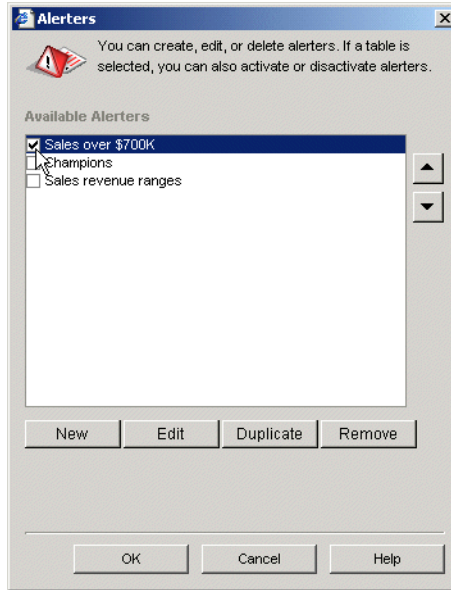 Alerters
You can create, edit, or delete alerters. If a table is
selected, you can also activate or disactivate alerters.
Available Alerters
Sales over $700K
Champions
Sales revenue ranges
New Edit Duplicate Remove
OK Cancel Help